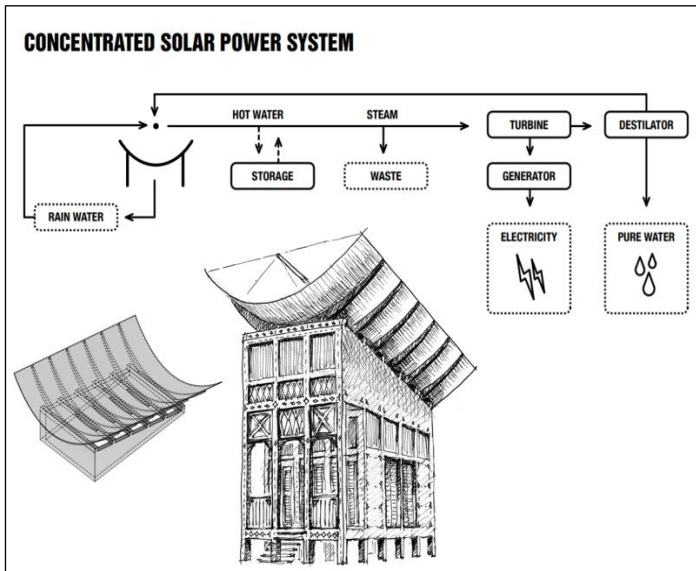 CONCENTRATED SOLAR POWER SYSTEM
HOT WATER
STEAM
TURBINE
DESTILATOR
STORAGE
WASTE
GENERATOR
RAIN WATER
ELECTRICITY
PURE WATER